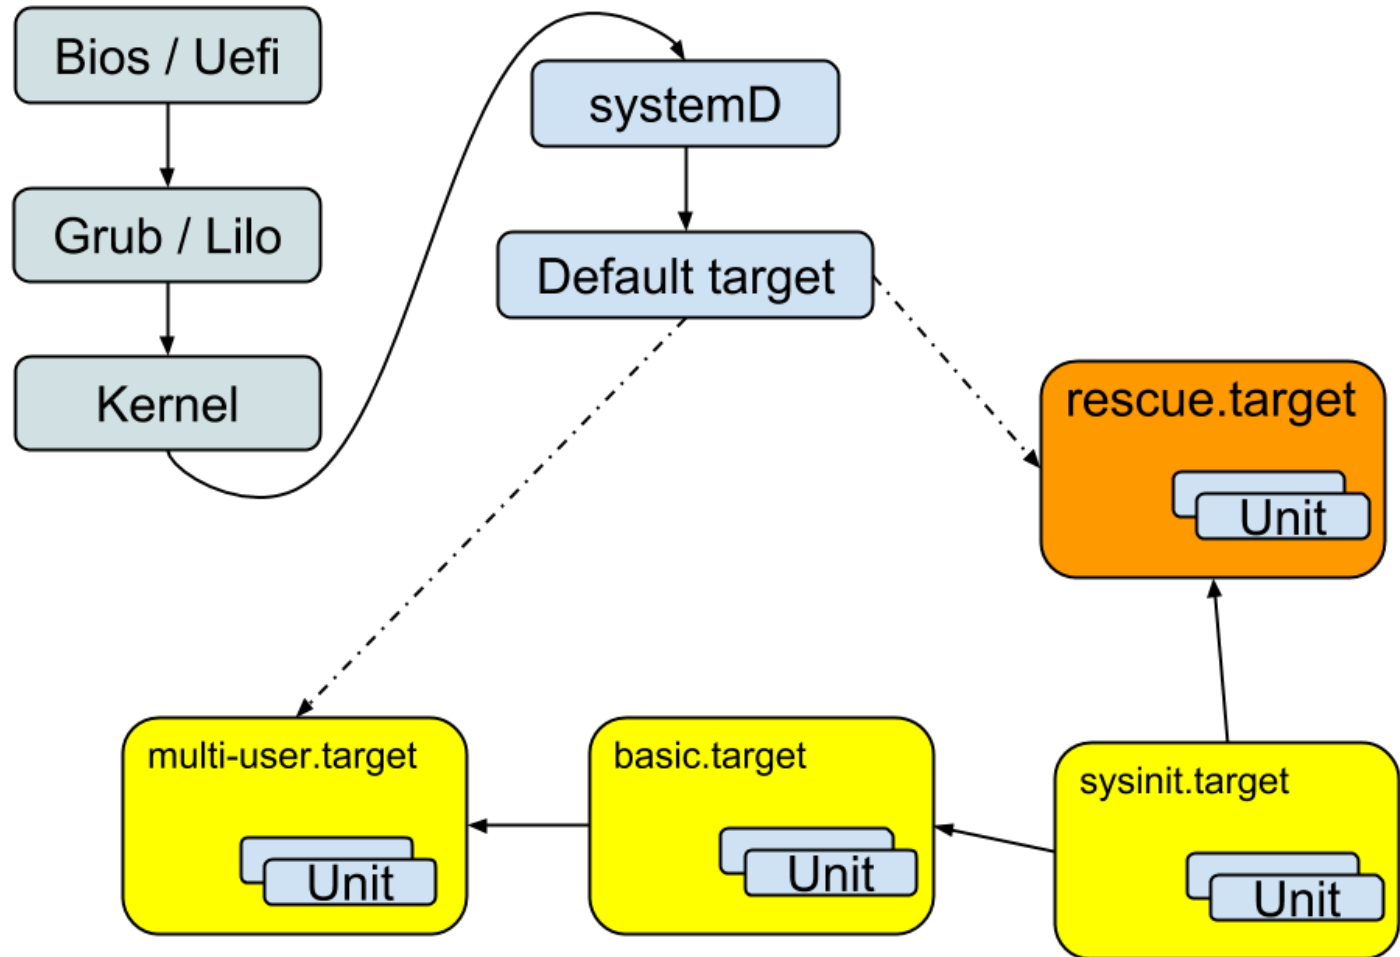 Bios / Uefi
Grub / Lilo
Kernel
systemD
Default target
rescue.target
Unit
multi-user.target
Unit
basic.target
Unit
sysinit.target
Unit